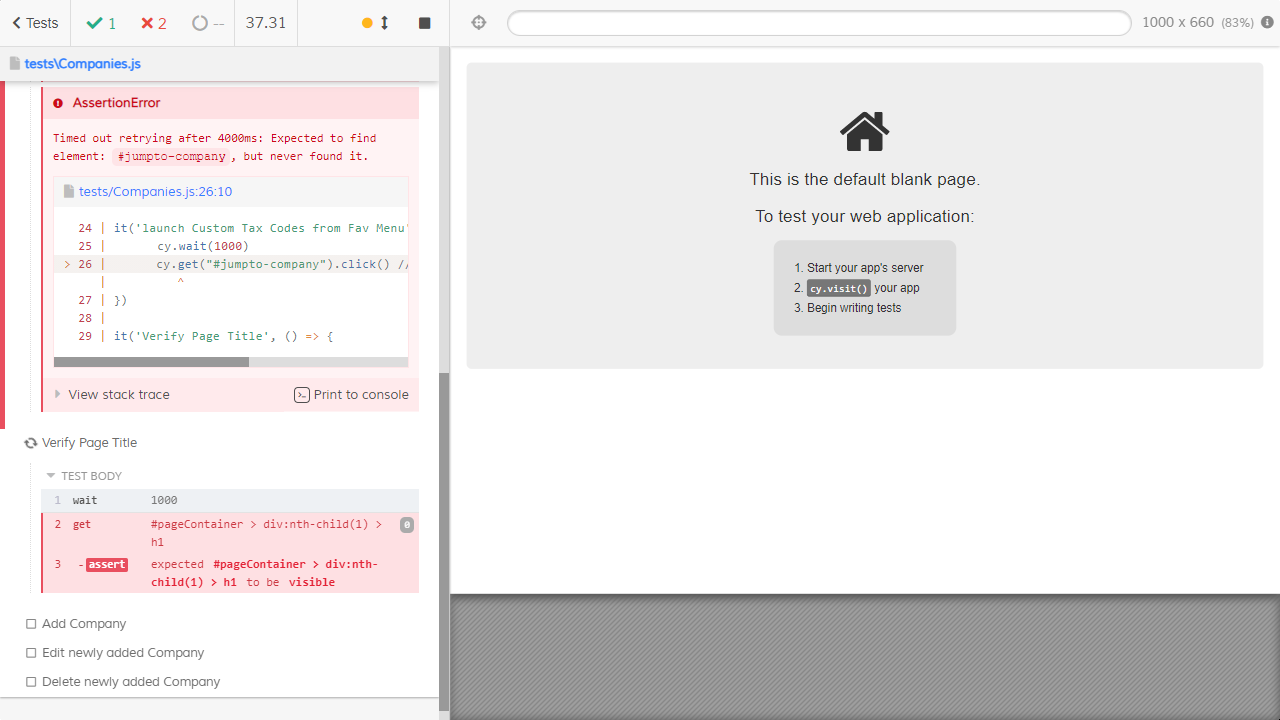 Tests 1 2 -- 37.31 1000 x 660 (83%)
tests\Companies.js
AssertionError
Timed out retrying after 4000ms: Expected to find
element: #jumpto-company, but never found it.
tests/Companies.js:26:10
24 | it('launch Custom Tax Codes from Fav Menu'
25 | cy.wait(1000)
> 26 | cy.get("#jumpto-company").click() //
| ^
27 | })
28 |
29 | it('Verify Page Title', () => {
View stack trace Print to console
Verify Page Title
TEST BODY
1 wait 1000
2 get #pageContainer > div:nth-child(1) > 0
h1
3 -assert expected #pageContainer > div:nth-
child(1) > h1 to be visible
Add Company
Edit newly added Company
Delete newly added Company
This is the default blank page.
To test your web application:
1. Start your app's server
2. cy.visit() your app
3. Begin writing tests